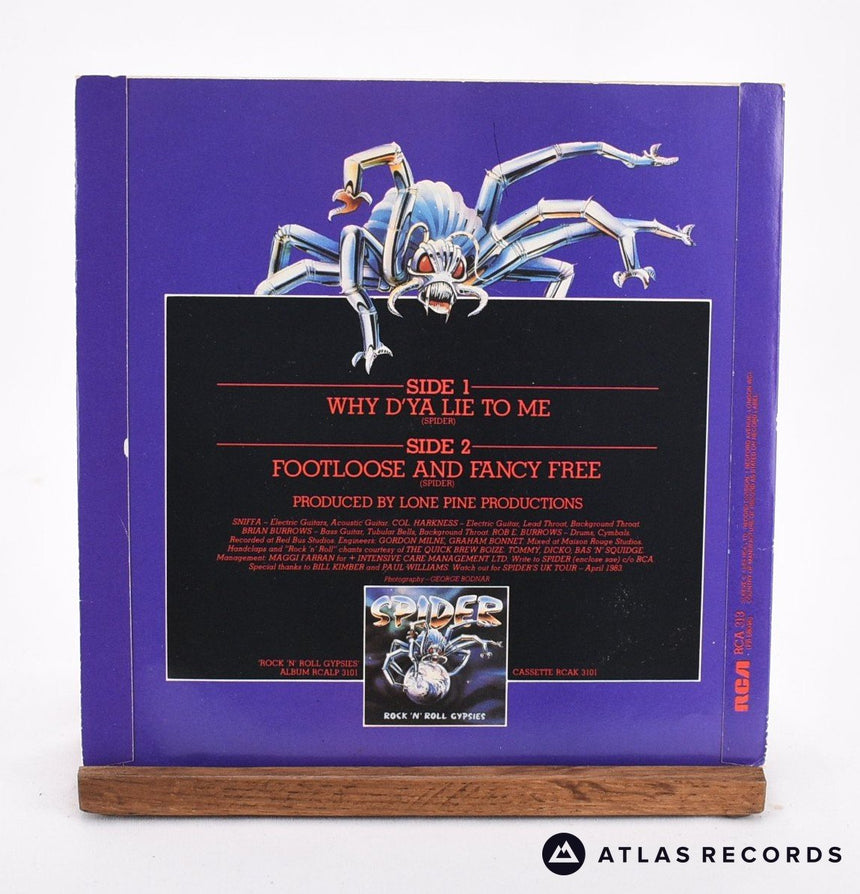 SIDE 1
WHY D'YA LIE TO ME
(SPIDER)
SIDE 2
FOOTLOOSE AND FANCY FREE
(SPIDER)
PRODUCED BY LONE PINE PRODUCTIONS
SNIFFA – Electric Guitars, Acoustic Guitar. COL HARKNESS – Electric Guitar, Lead Throat, Background Throat.
BRIAN BURROWS – Bass Guitar, Tubular Bells, Background Throat. ROB E. BURROWS – Drums, Cymbals.
Recorded at Red Bus Studios. Engineers: GORDON MILNE, GRAHAM BONNET. Mixed at Maison Rouge Studios.
Handclaps and "Rock 'n' Roll" chants courtesy of THE QUICK BREW BOIZE. TOMMY, DICKO, BAS 'N' SQUIDGE.
Management: MAGGI FARRAN for + INTENSIVE CARE MANAGEMENT LTD. Write to SPIDER (enclose sae) c/o RCA.
Special thanks to BILL KIMBER and PAUL WILLIAMS. Watch out for SPIDER'S UK TOUR – April 1983
Photography – GEORGE BODNAR
SPIDER
ROCK 'N' ROLL GYPSIES
'ROCK 'N' ROLL GYPSIES'
ALBUM RCALP 3101
CASSETTE RCAK 3101
RCA RCA 313
ATLAS RECORDS